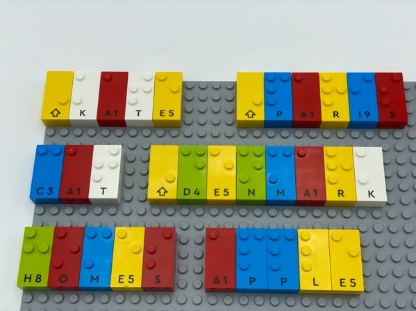 ⇧ K A1 T E5 ⇧ P A1 R I9 S
C3 A1 T ⇧ D4 E5 N M A1 R K
H8 O M E5 S A1 P P L E5